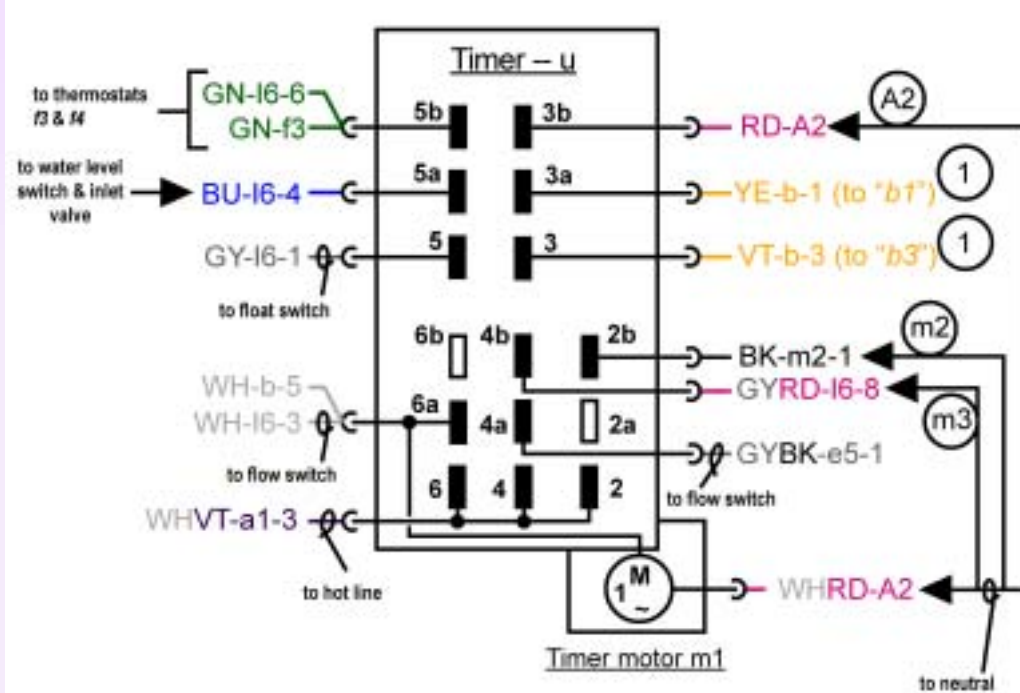 Timer – u
to thermostats
f3 & f4
GN-I6-6
GN-f3
5b
3b
RD-A2
A2
to water level
switch & inlet
valve
BU-I6-4
5a
3a
YE-b-1 (to "b1")
1
GY-I6-1
5
3
VT-b-3 (to "b3")
1
to float switch
6b
4b
2b
BK-m2-1
m2
GYRD-I6-8
m3
WH-b-5
WH-I6-3
6a
4a
2a
GYBK-e5-1
to flow switch
to flow switch
6
4
2
WHVT-a1-3
to hot line
M
1
~
WHRD-A2
Timer motor m1
to neutral